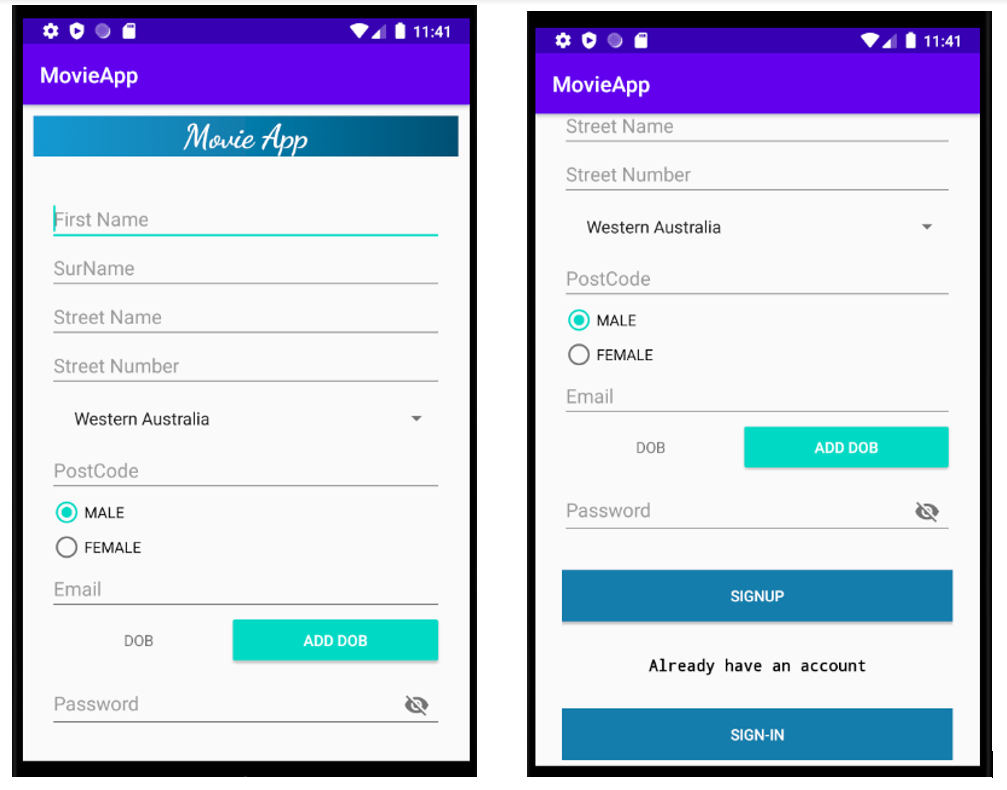 11:41
MovieApp
Movie App
First Name
SurName
Street Name
Street Number
Western Australia
PostCode
MALE
FEMALE
Email
DOB ADD DOB
Password
11:41
MovieApp
Street Name
Street Number
Western Australia
PostCode
MALE
FEMALE
Email
DOB ADD DOB
Password
SIGNUP
Already have an account
SIGN-IN